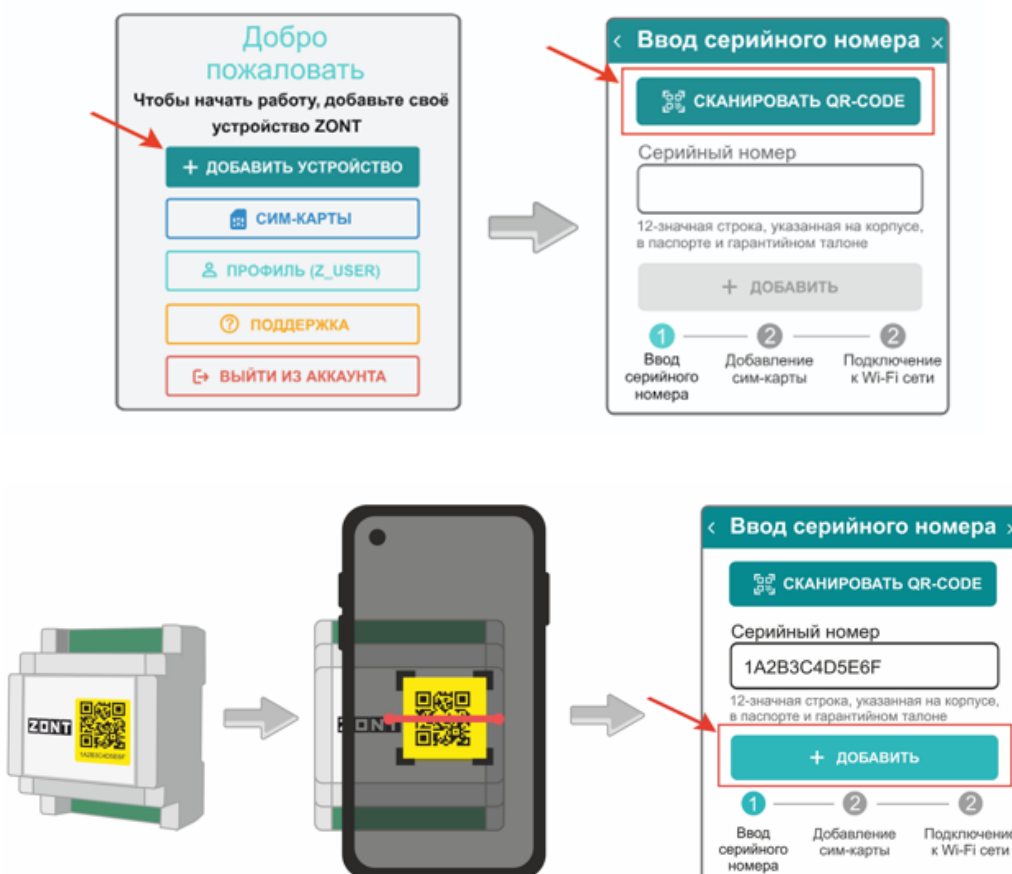 Добро
пожаловать
Чтобы начать работу, добавьте своё
устройство ZONT
+ ДОБАВИТЬ УСТРОЙСТВО
СИМ-КАРТЫ
ПРОФИЛЬ (Z_USER)
? ПОДДЕРЖКА
ВЫЙТИ ИЗ АККАУНТА
< Ввод серийного номера ×
СКАНИРОВАТЬ QR-CODE
Серийный номер
12-значная строка, указанная на корпусе,
в паспорте и гарантийном талоне
+ ДОБАВИТЬ
1 2 2
Ввод
серийного
номера
Добавление
сим-карты
Подключение
к Wi-Fi сети
ZONT
1A2B3C4D5E6F
ZONT
< Ввод серийного номера ×
СКАНИРОВАТЬ QR-CODE
Серийный номер
1A2B3C4D5E6F
12-значная строка, указанная на корпусе,
в паспорте и гарантийном талоне
+ ДОБАВИТЬ
1 2 2
Ввод
серийного
номера
Добавление
сим-карты
Подключение
к Wi-Fi сети